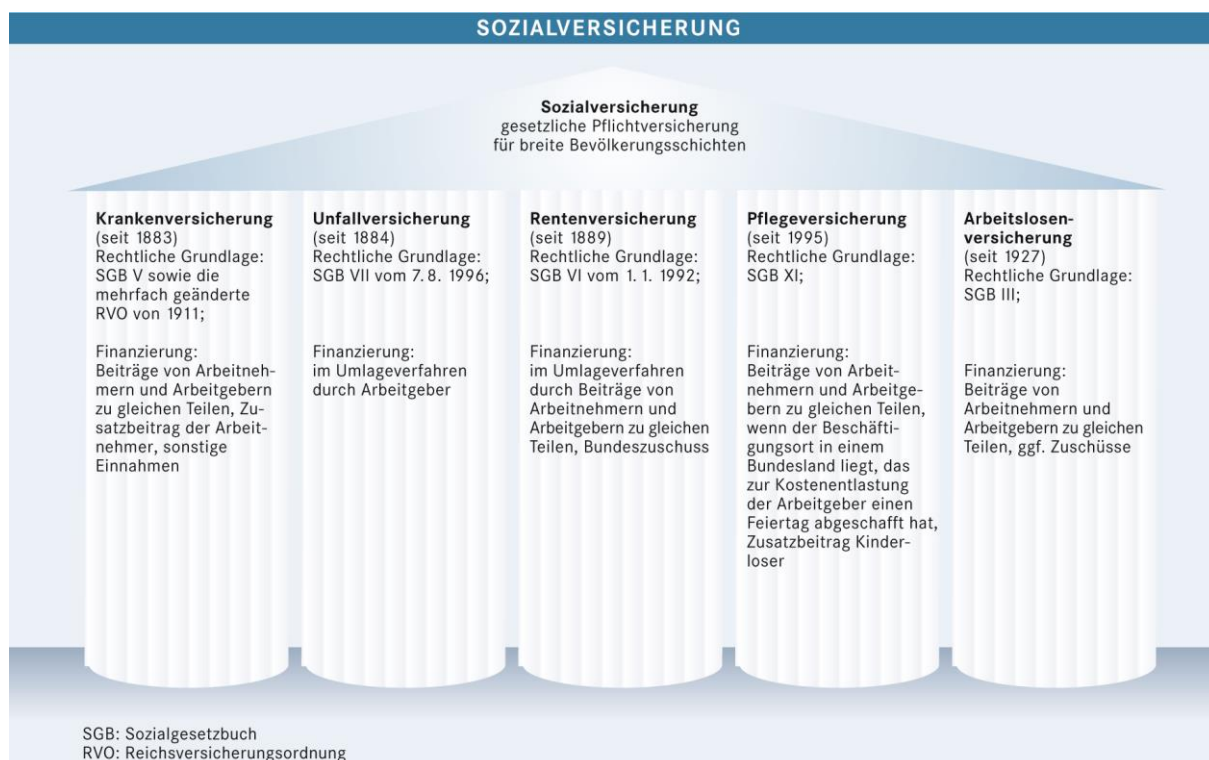 SOZIALVERSICHERUNG
Sozialversicherung
gesetzliche Pflichtversicherung
für breite Bevölkerungsschichten
Krankenversicherung
(seit 1883)
Rechtliche Grundlage:
SGB V sowie die
mehrfach geänderte
RVO von 1911;
Finanzierung:
Beiträge von Arbeitneh-
mern und Arbeitgebern
zu gleichen Teilen, Zu-
satzbeitrag der Arbeit-
nehmer, sonstige
Einnahmen
Unfallversicherung
(seit 1884)
Rechtliche Grundlage:
SGB VII vom 7. 8. 1996;
Finanzierung:
im Umlageverfahren
durch Arbeitgeber
Rentenversicherung
(seit 1889)
Rechtliche Grundlage:
SGB VI vom 1. 1. 1992;
Finanzierung:
im Umlageverfahren
durch Beiträge von
Arbeitnehmern und
Arbeitgebern zu gleichen
Teilen, Bundeszuschuss
Pflegeversicherung
(seit 1995)
Rechtliche Grundlage:
SGB XI;
Finanzierung:
Beiträge von Arbeit-
nehmern und Arbeitge-
bern zu gleichen Teilen,
wenn der Beschäfti-
gungsort in einem
Bundesland liegt, das
zur Kostenentlastung
der Arbeitgeber einen
Feiertag abgeschafft hat,
Zusatzbeitrag Kinder-
loser
Arbeitslosen-
versicherung
(seit 1927)
Rechtliche Grundlage:
SGB III;
Finanzierung:
Beiträge von
Arbeitnehmern und
Arbeitgebern zu gleichen
Teilen, ggf. Zuschüsse
SGB: Sozialgesetzbuch
RVO: Reichsversicherungsordnung